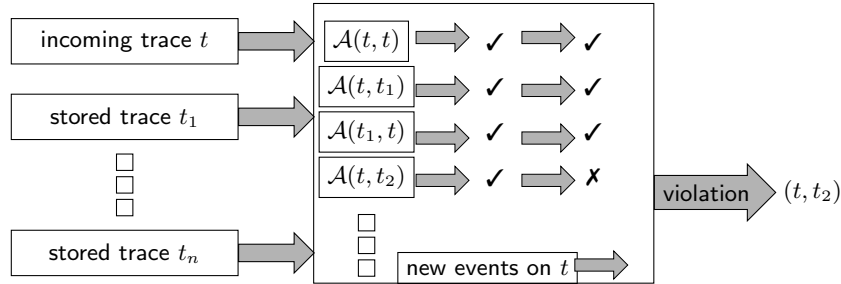 incoming trace t
stored trace t₁
stored trace tₙ
𝒜(t, t) ✓ ✓
𝒜(t, t₁) ✓ ✓
𝒜(t₁, t) ✓ ✓
𝒜(t, t₂) ✓ ✗
new events on t
violation (t, t₂)